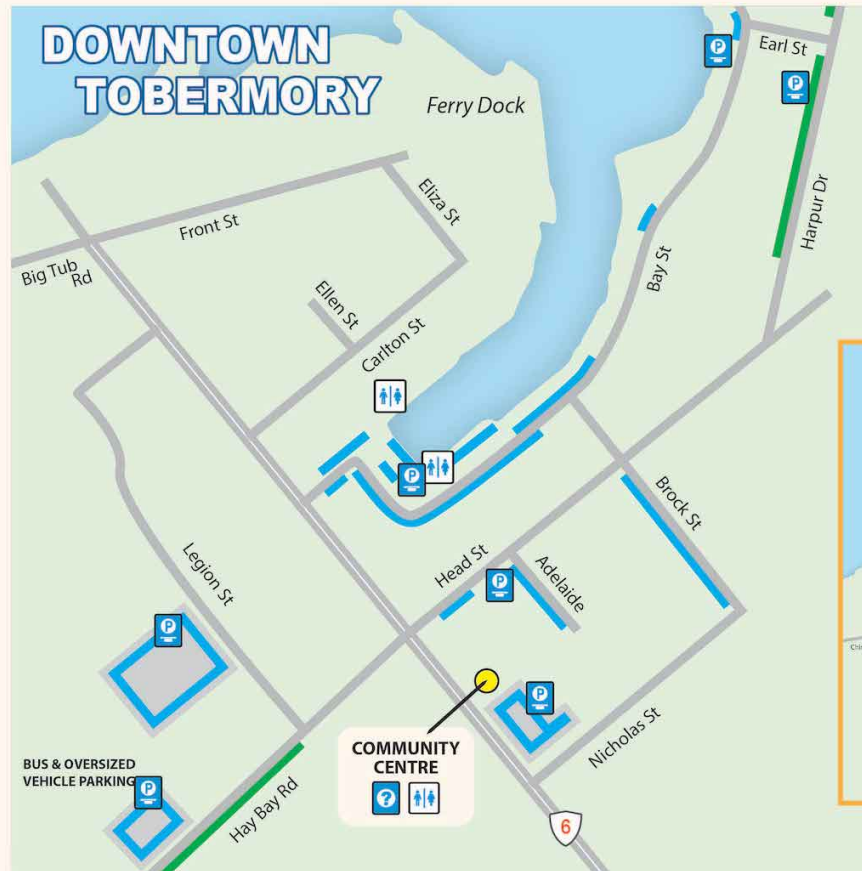 DOWNTOWN
TOBERMORY
Ferry Dock
P
Earl St
P
Harpur Dr
Eliza St
Front St
Big Tub
Rd
Bay St
Ellen St
Carlton St
P
Brock St
Legion St
Head St
Adelaide
P
P
P
COMMUNITY
CENTRE
?
Nicholas St
BUS & OVERSIZED
VEHICLE PARKING
P
Hay Bay Rd
6